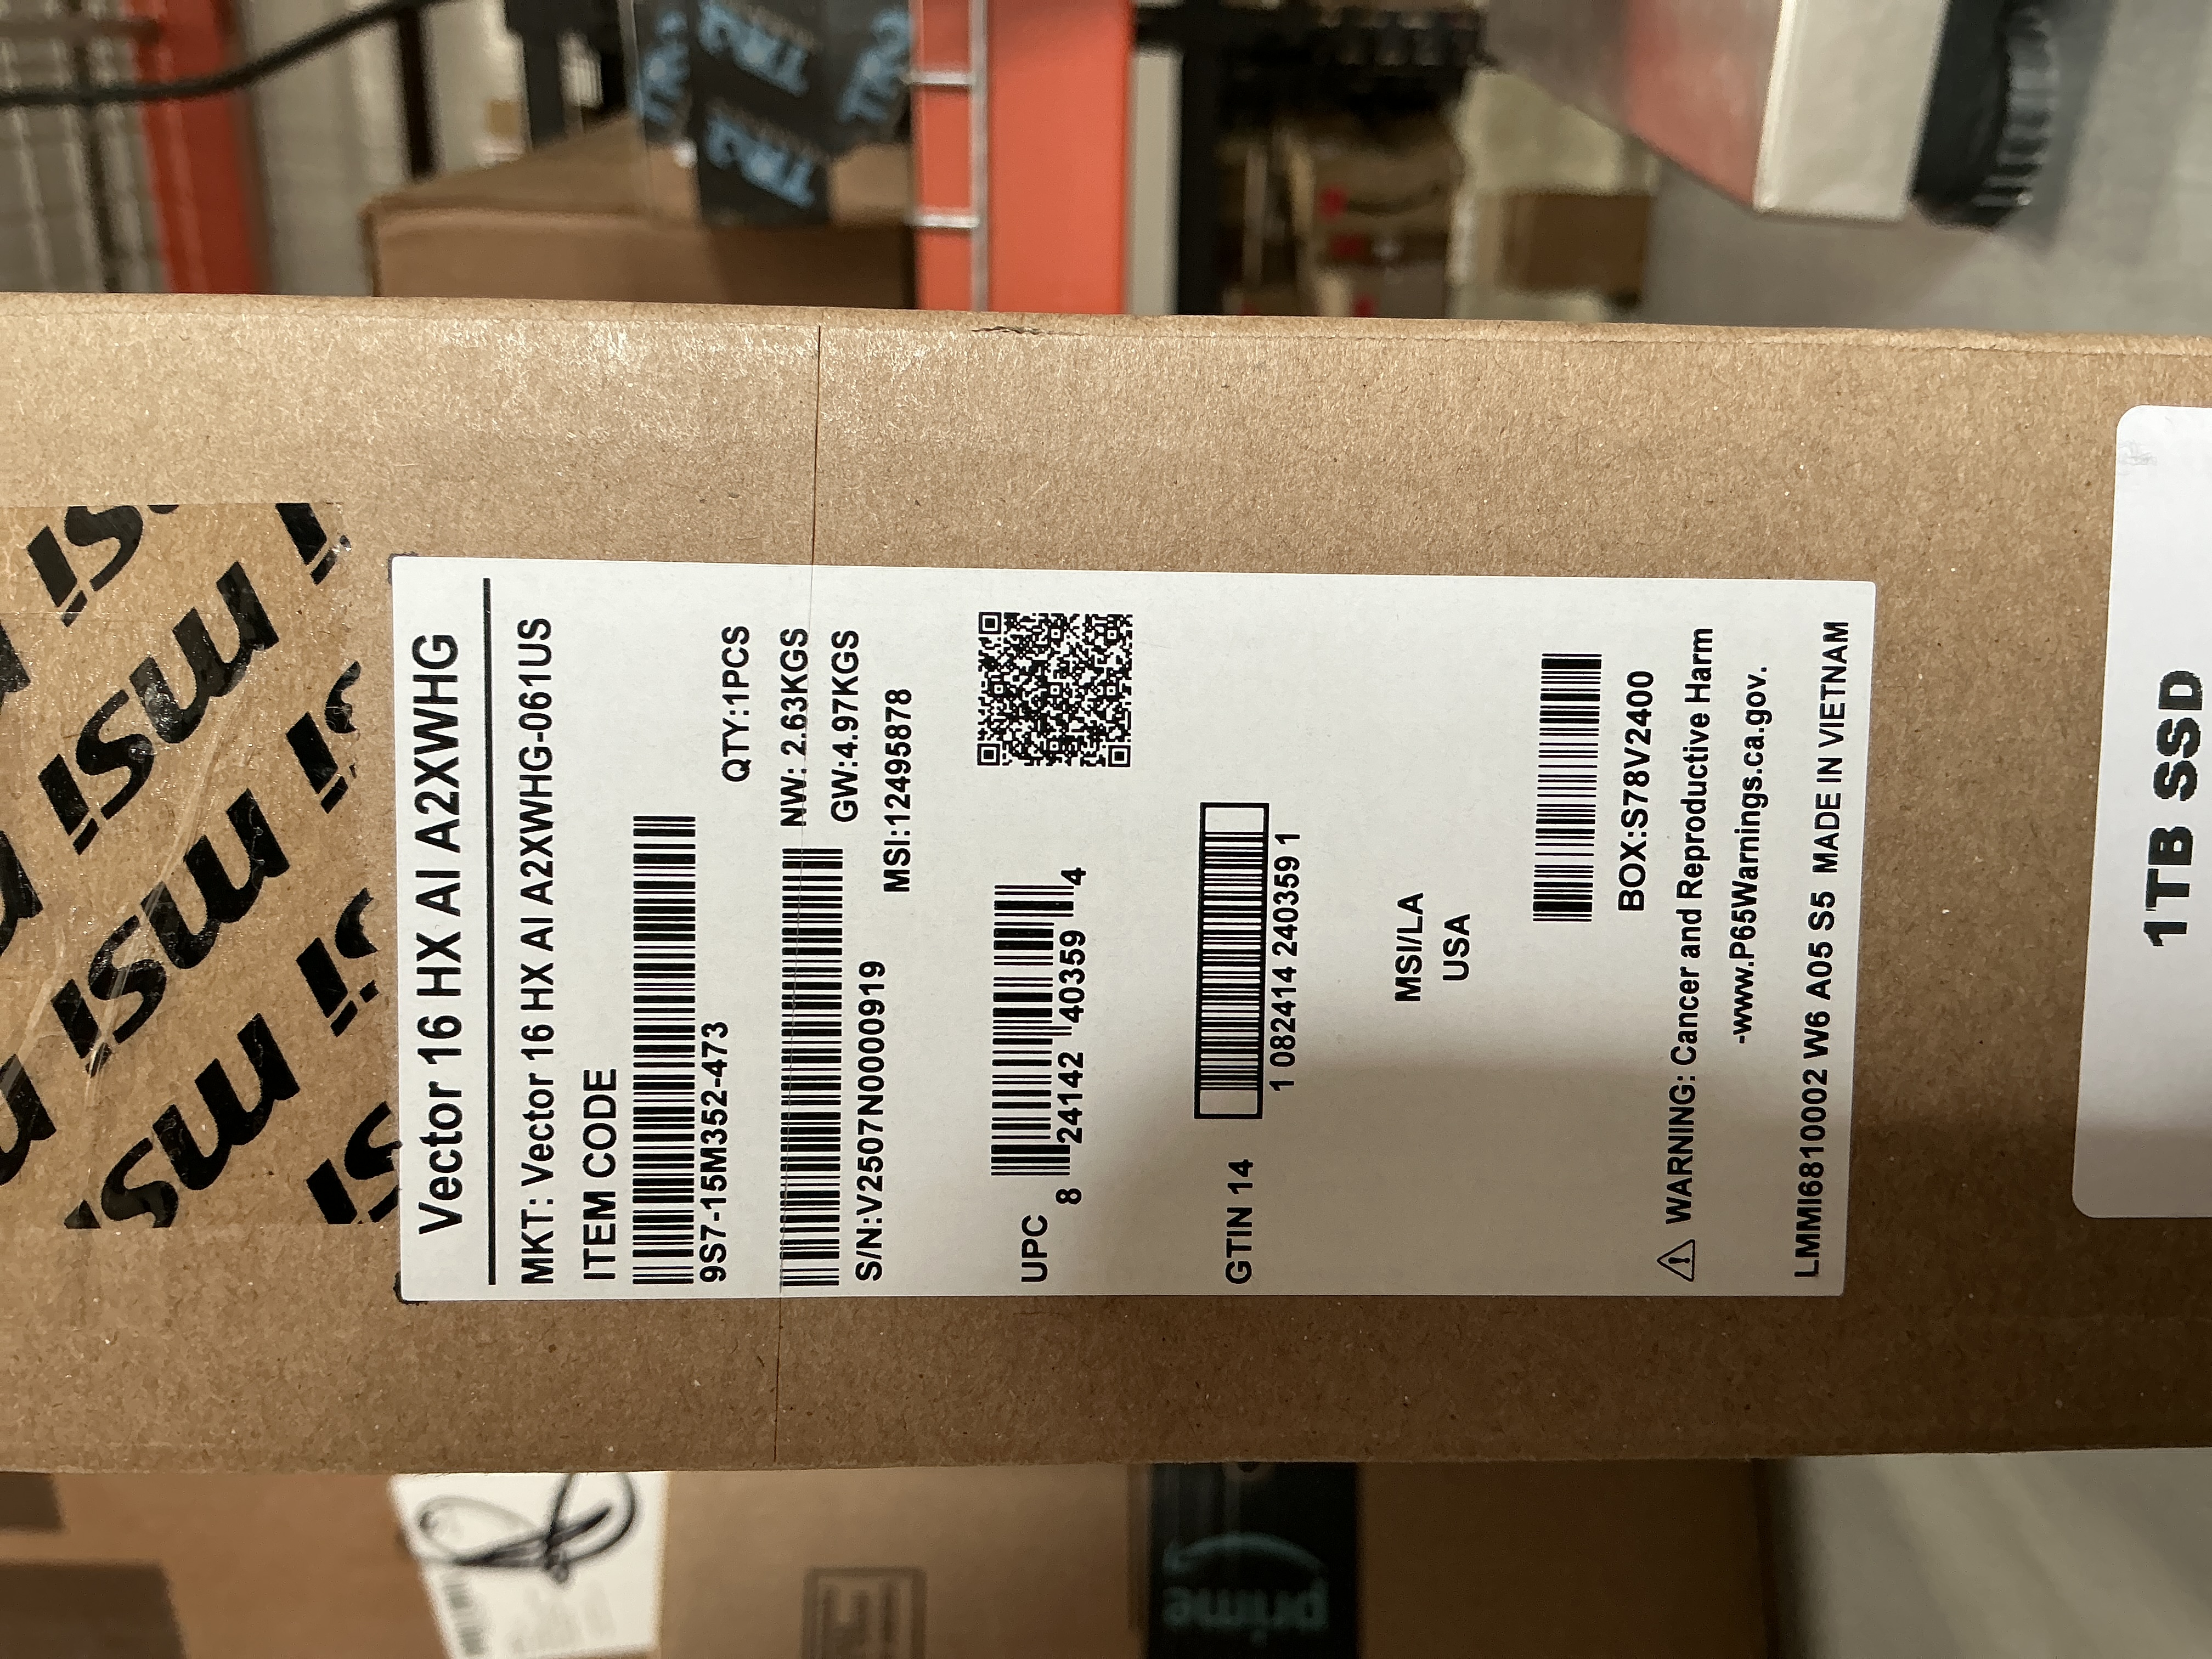 Vector 16 HX AI A2XWHG
MKT: Vector 16 HX AI A2XWHG-061US
ITEM CODE
9S7-15M352-473
QTY:1PCS
NW: 2.63KGS
S/N:V2507N0000919
GW:4.97KGS
MSI:12495878
UPC
8 24142 40359 4
GTIN 14
1 082414 240359 1
MSI/LA
USA
BOX:S78V2400
⚠ WARNING: Cancer and Reproductive Harm
-www.P65Warnings.ca.gov.
LMMI6810002 W6 A05 S5 MADE IN VIETNAM
1TB SSD
msi
msi
msi
msi
prime